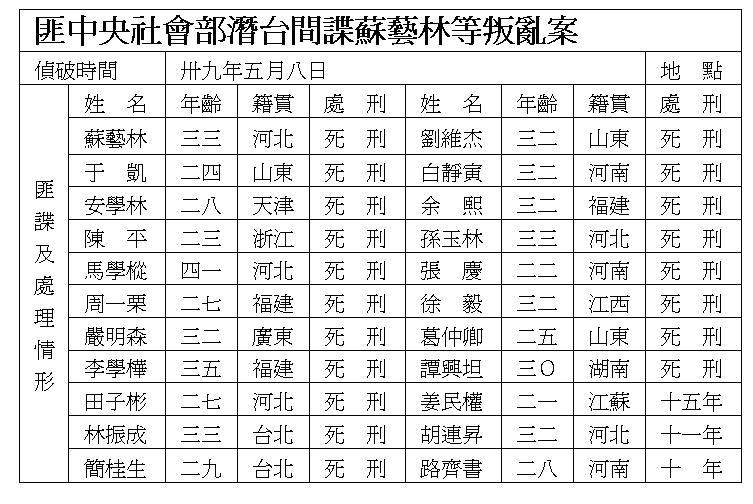 匪中央社會部潛台間諜蘇藝林等叛亂案
偵破時間 卅九年五月八日 地點
匪諜及處理情形
姓名 年齡 籍貫 處刑 姓名 年齡 籍貫 處刑
蘇藝林 三三 河北 死刑 劉維杰 三二 山東 死刑
于凱 二四 山東 死刑 白靜寅 三二 河南 死刑
安學林 二八 天津 死刑 余熙 三二 福建 死刑
陳平 二三 浙江 死刑 孫玉林 三三 河北 死刑
馬學樅 四一 河北 死刑 張慶 二二 河南 死刑
周一栗 二七 福建 死刑 徐毅 三二 江西 死刑
嚴明森 三二 廣東 死刑 葛仲卿 二五 山東 死刑
李學樺 三五 福建 死刑 譚興坦 三〇 湖南 死刑
田子彬 二七 河北 死刑 姜民權 二一 江蘇 十五年
林振成 三三 台北 死刑 胡連昇 三二 河北 十一年
簡桂生 二九 台北 死刑 路齊書 二八 河南 十年